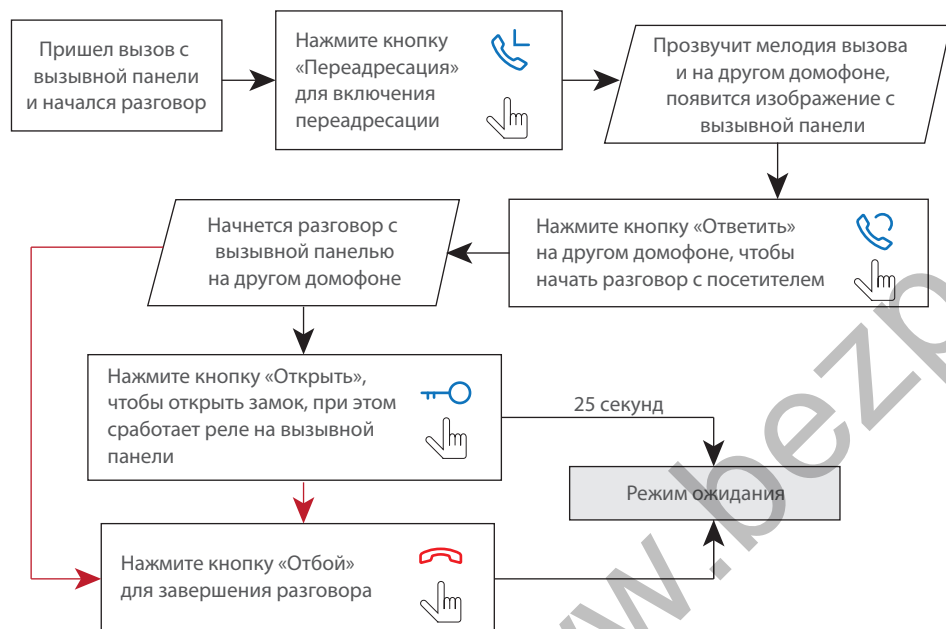 Пришел вызов с
вызывной панели
и начался разговор
Нажмите кнопку
«Переадресация»
для включения
переадресации
Прозвучит мелодия вызова
и на другом домофоне,
появится изображение с
вызывной панели
Нажмите кнопку «Ответить»
на другом домофоне, чтобы
начать разговор с посетителем
Начнется разговор с
вызывной панелью
на другом домофоне
Нажмите кнопку «Открыть»,
чтобы открыть замок, при этом
сработает реле на вызывной
панели
25 секунд
Режим ожидания
Нажмите кнопку «Отбой»
для завершения разговора
w.bezp